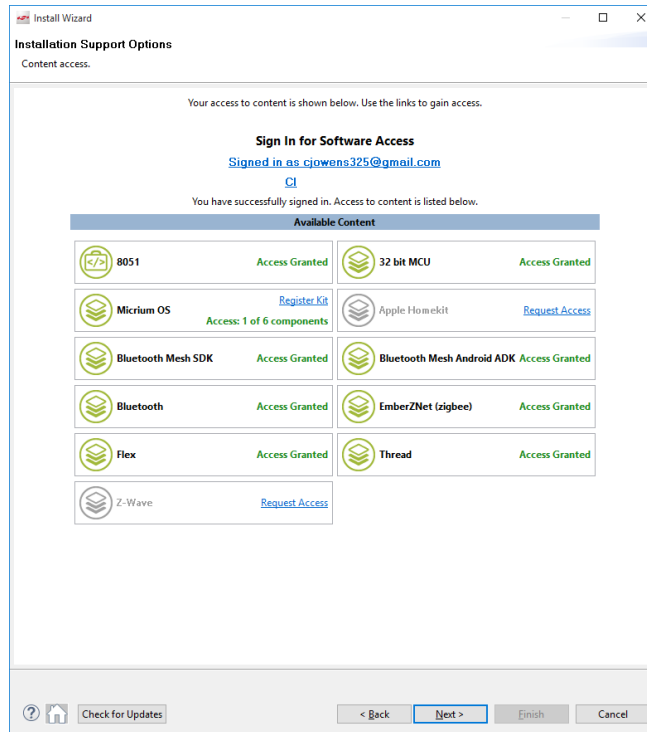 Install Wizard
Installation Support Options
Content access.
Your access to content is shown below. Use the links to gain access.
Sign In for Software Access
Signed in as cjowens325@gmail.com
CI
You have successfully signed in. Access to content is listed below.
Available Content
8051 Access Granted
32 bit MCU Access Granted
Micrium OS Register Kit
Access: 1 of 6 components
Apple Homekit Request Access
Bluetooth Mesh SDK Access Granted
Bluetooth Mesh Android ADK Access Granted
Bluetooth Access Granted
EmberZNet (zigbee) Access Granted
Flex Access Granted
Thread Access Granted
Z-Wave Request Access
Check for Updates
< Back Next > Finish Cancel